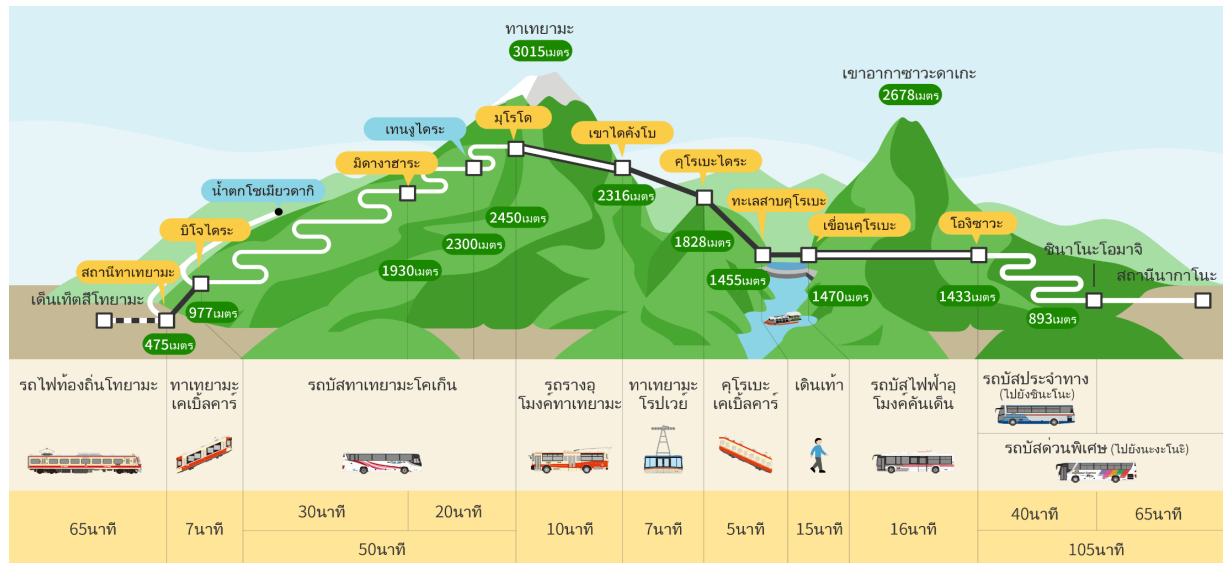 ทาเทยามะ
3015เมตร
เขาอากาซาวะดาเกะ
2678เมตร
เทนงูไดระ
มุโรโด
เขาไดคังโบ
มิดางาฮาระ
คุโรเบะไดระ
น้ำตกโชเมียวดากิ
2316เมตร
ทะเลสาบคุโรเบะ
บิโจไดระ
2450เมตร
1828เมตร
เขื่อนคุโรเบะ
โองิซาวะ
2300เมตร
สถานีทาเทยามะ
1930เมตร
1455เมตร
ชินาโนะโอมาจิ
เด็นเท็ตสึโทยามะ
สถานีนากาโนะ
977เมตร
1470เมตร
1433เมตร
475เมตร
893เมตร
รถไฟท้องถิ่นโทยามะ
ทาเทยามะ
เคเบิ้ลคาร์
รถบัสทาเทยามะโคเก็น
รถรางอุ
โมงค์ทาเทยามะ
ทาเทยามะ
โรปเวย์
คุโรเบะ
เคเบิ้ลคาร์
เดินเท้า
รถบัสไฟฟ้าอุ
โมงค์คันเด็น
รถบัสประจำทาง
(ไปยังชินะโนะ)
รถบัสด่วนพิเศษ (ไปยังนะงะโนะ)
65นาที
7นาที
30นาที
20นาที
50นาที
10นาที
7นาที
5นาที
15นาที
16นาที
40นาที
65นาที
105นาที